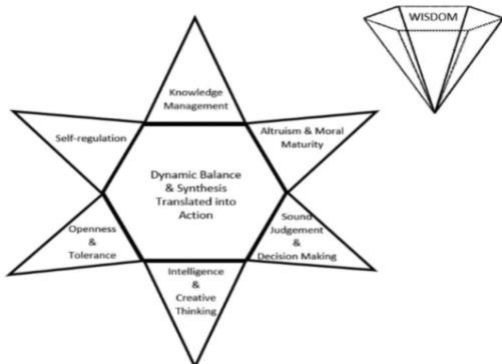 WISDOM
Knowledge
Management
Self-regulation
Altruism & Moral
Maturity
Dynamic Balance
& Synthesis
Translated into
Action
Openness
&
Tolerance
Sound
Judgement
&
Decision Making
Intelligence
&
Creative
Thinking